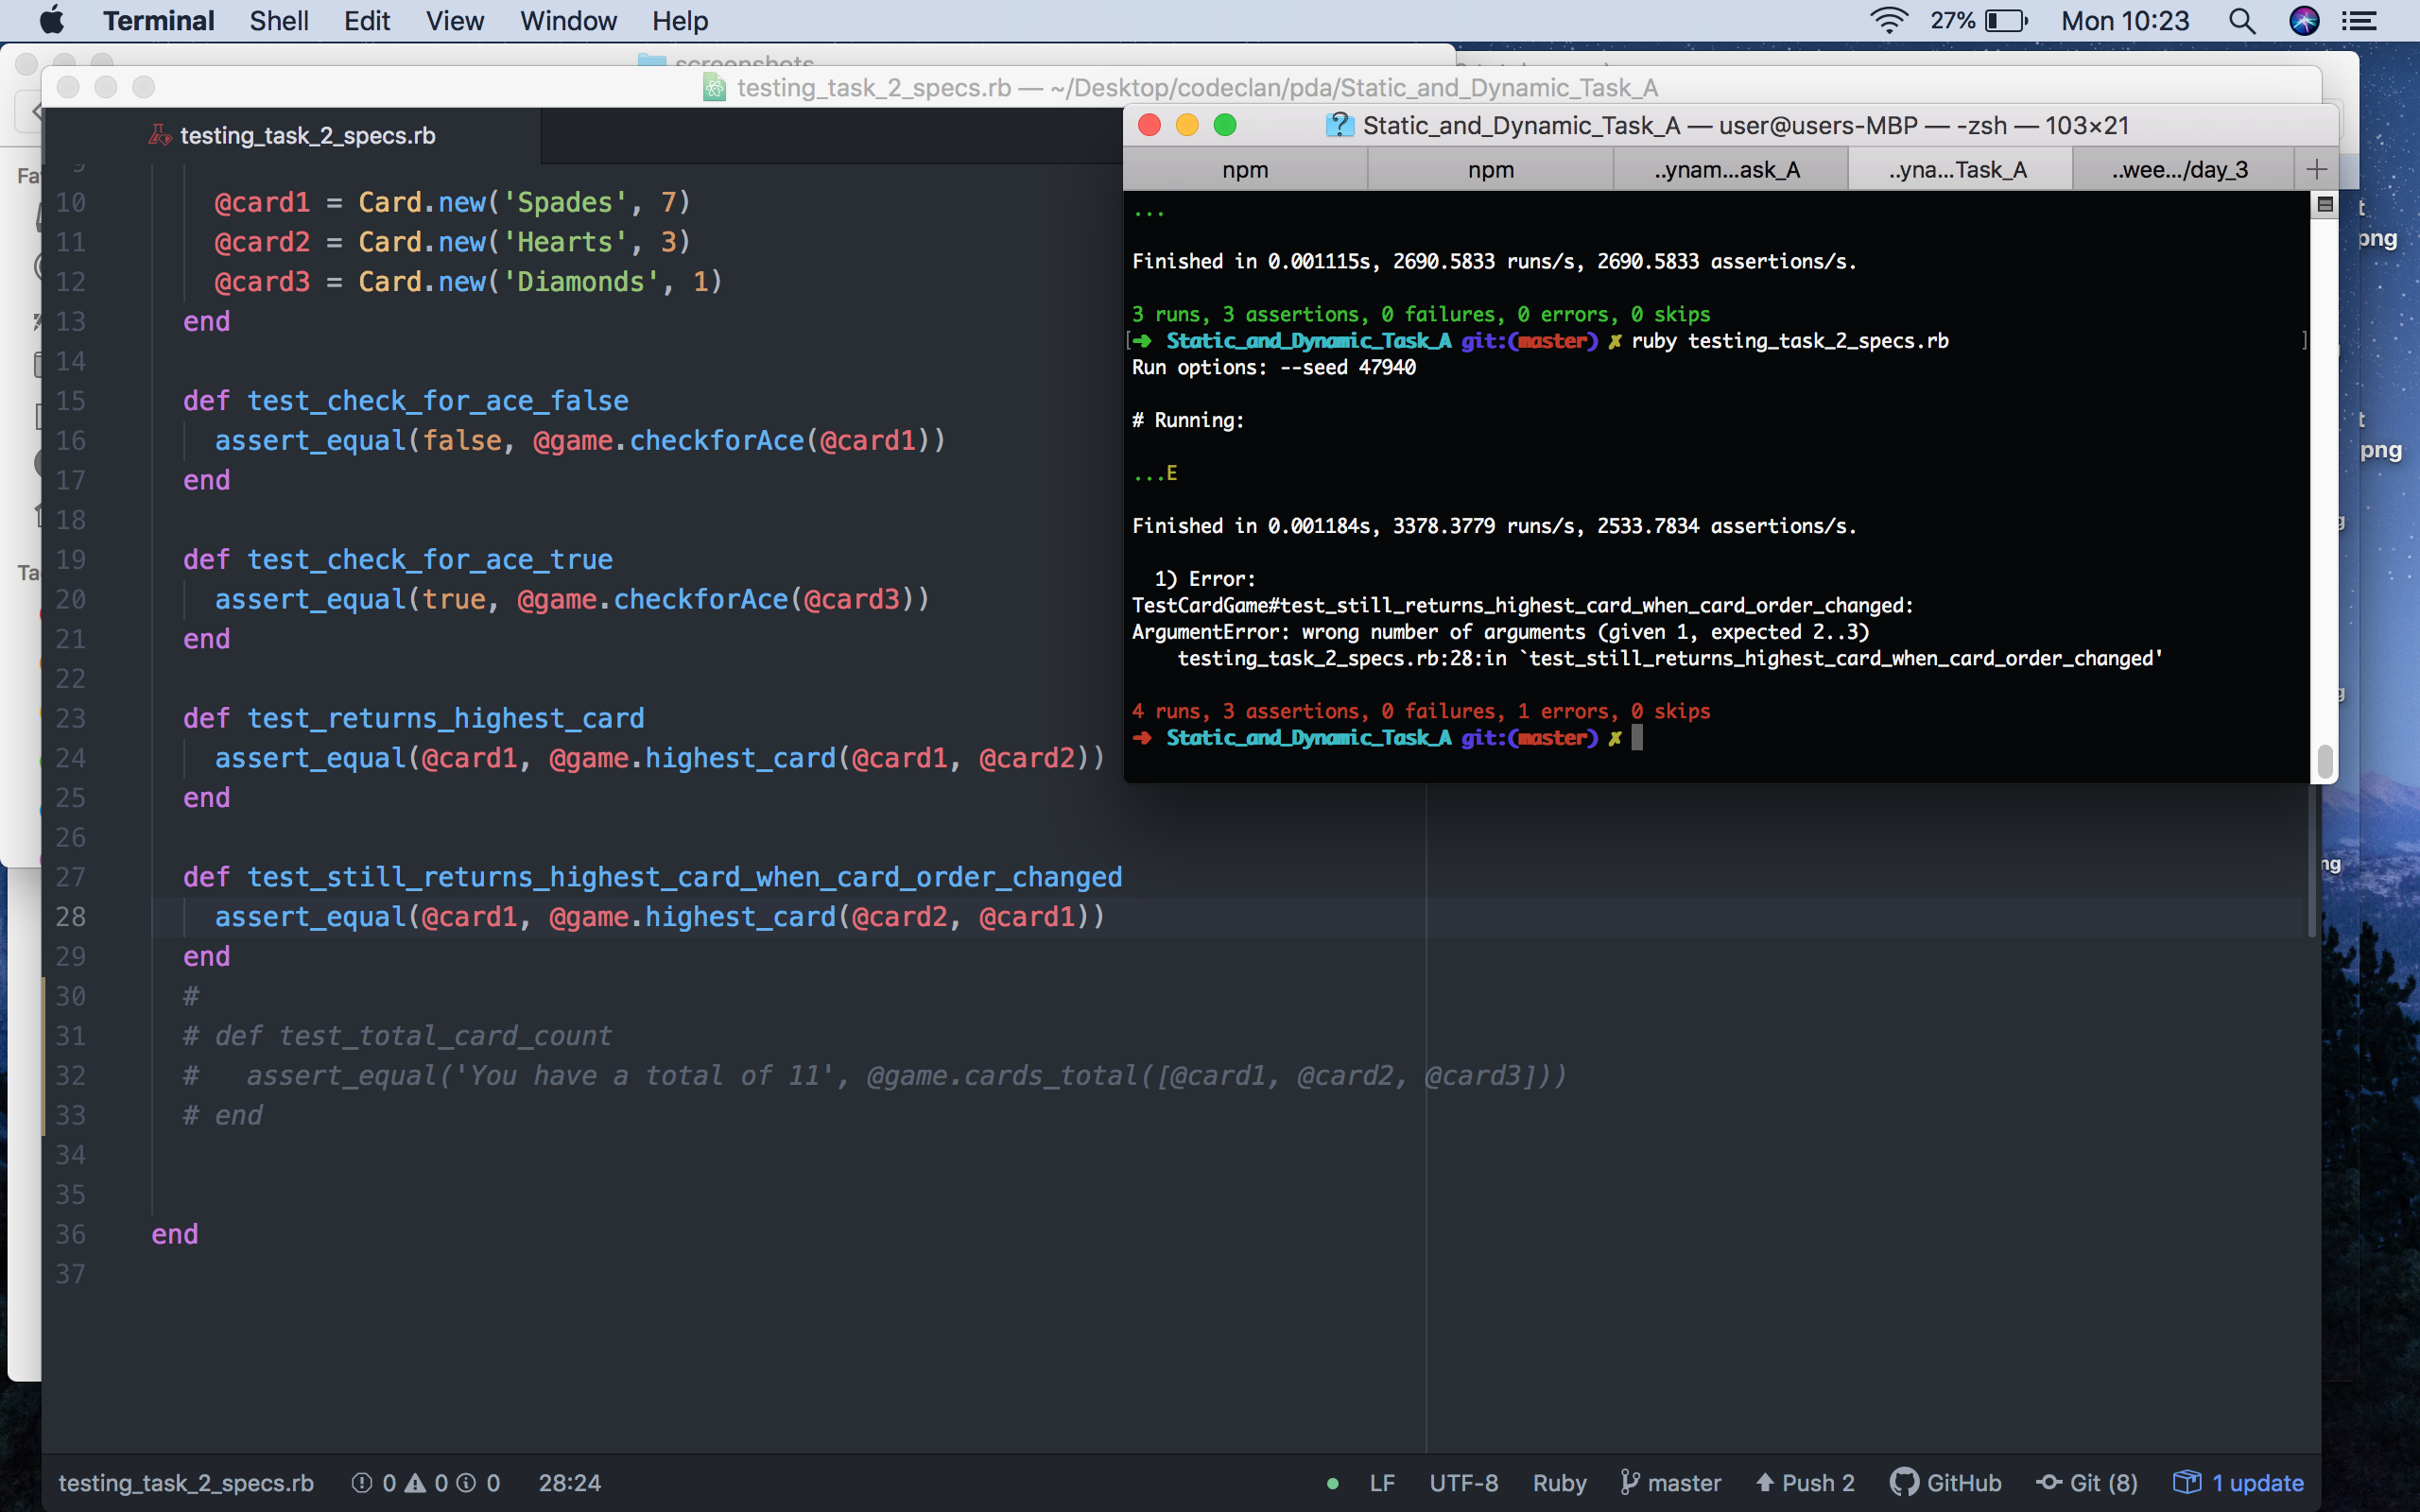 Terminal Shell Edit View Window Help 27% Mon 10:23
screenshots
testing_task_2_specs.rb — ~/Desktop/codeclan/pda/Static_and_Dynamic_Task_A
testing_task_2_specs.rb
Fa
Ta
9
10 @card1 = Card.new('Spades', 7)
11 @card2 = Card.new('Hearts', 3)
12 @card3 = Card.new('Diamonds', 1)
13 end
14
15 def test_check_for_ace_false
16 assert_equal(false, @game.checkforAce(@card1))
17 end
18
19 def test_check_for_ace_true
20 assert_equal(true, @game.checkforAce(@card3))
21 end
22
23 def test_returns_highest_card
24 assert_equal(@card1, @game.highest_card(@card1, @card2))
25 end
26
27 def test_still_returns_highest_card_when_card_order_changed
28 assert_equal(@card1, @game.highest_card(@card2, @card1))
29 end
30 #
31 # def test_total_card_count
32 # assert_equal('You have a total of 11', @game.cards_total([@card1, @card2, @card3]))
33 # end
34
35
36 end
37
Static_and_Dynamic_Task_A — user@users-MBP — -zsh — 103×21
npm npm ..ynam...ask_A ..yna...Task_A ..wee.../day_3 +
...
Finished in 0.001115s, 2690.5833 runs/s, 2690.5833 assertions/s.
3 runs, 3 assertions, 0 failures, 0 errors, 0 skips
[➜ Static_and_Dynamic_Task_A git:(master) ✗ ruby testing_task_2_specs.rb ]
Run options: --seed 47940
# Running:
...E
Finished in 0.001184s, 3378.3779 runs/s, 2533.7834 assertions/s.
1) Error:
TestCardGame#test_still_returns_highest_card_when_card_order_changed:
ArgumentError: wrong number of arguments (given 1, expected 2..3)
testing_task_2_specs.rb:28:in `test_still_returns_highest_card_when_card_order_changed'
4 runs, 3 assertions, 0 failures, 1 errors, 0 skips
➜ Static_and_Dynamic_Task_A git:(master) ✗
t
png
t
png
g
g
ng
testing_task_2_specs.rb 0 0 0 28:24 LF UTF-8 Ruby master Push 2 GitHub Git (8) 1 update